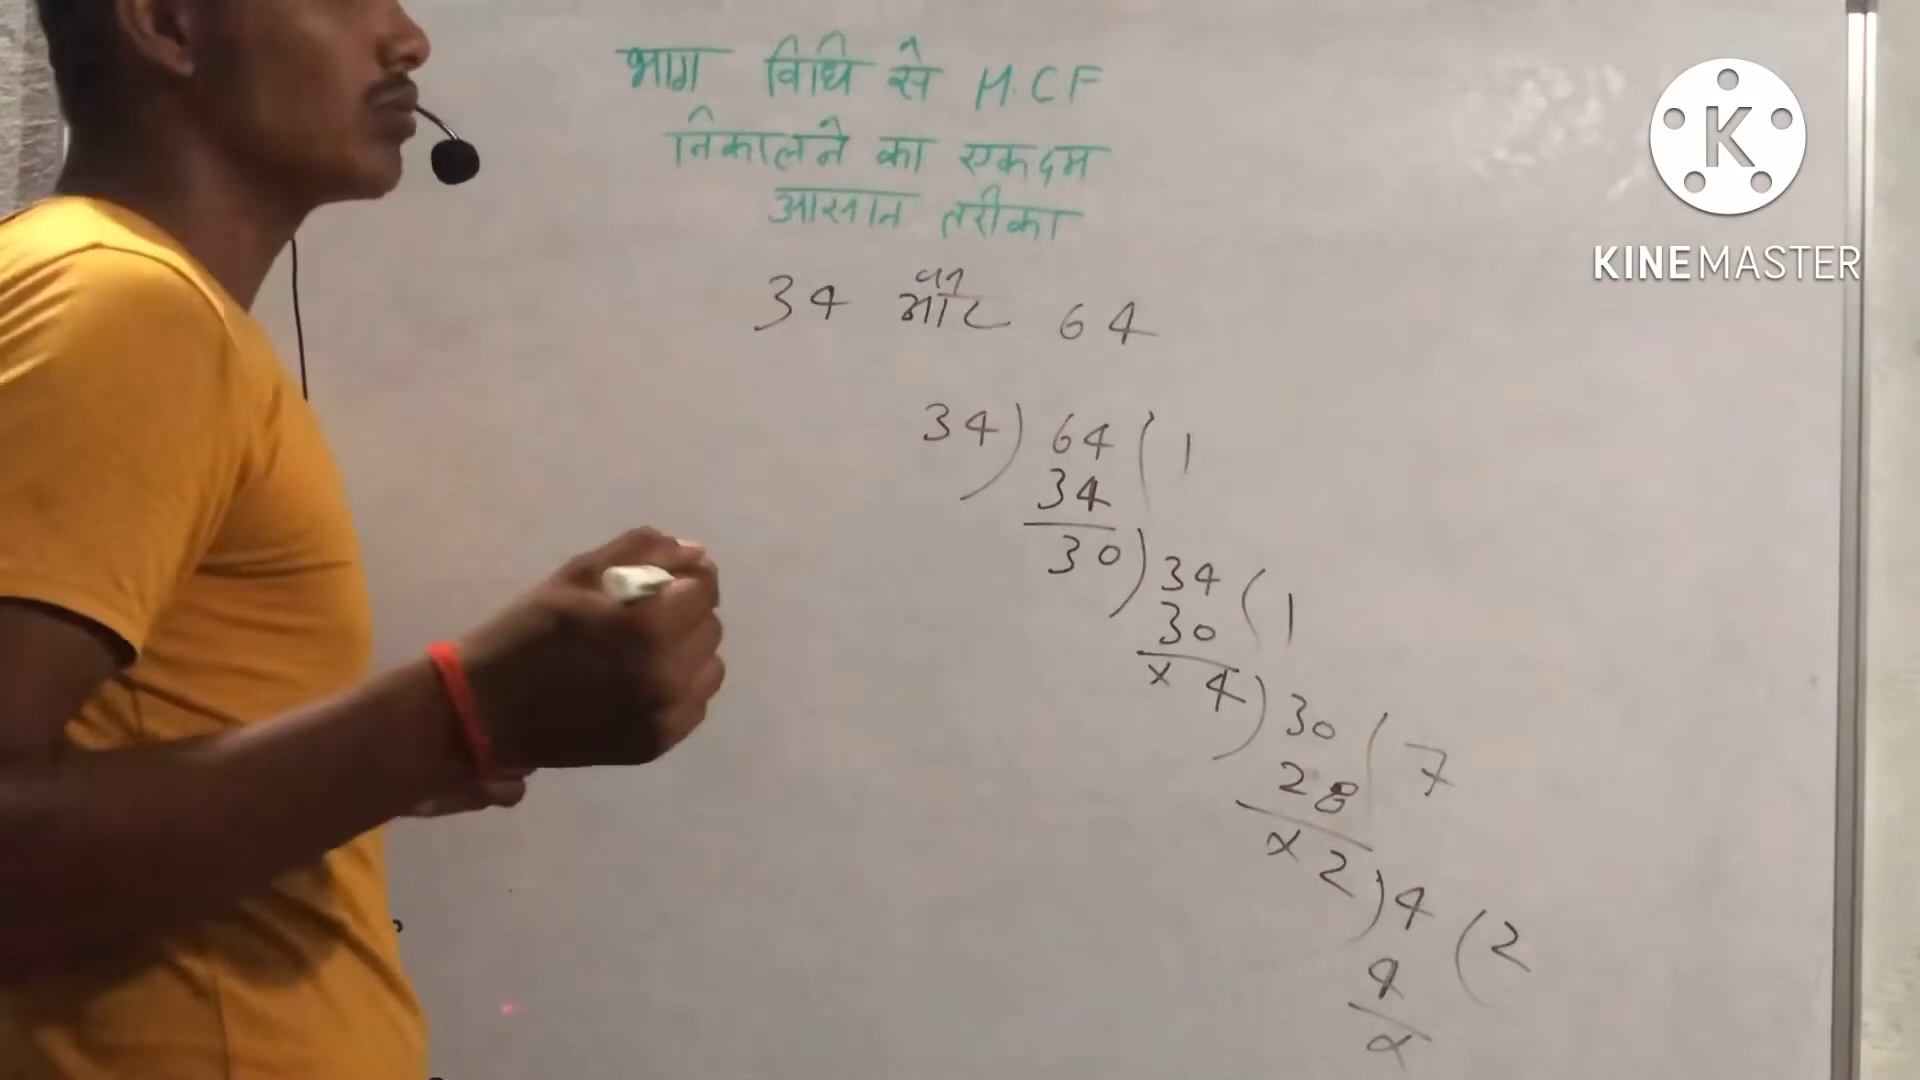 भाग विधि से H.C.F
निकालने का एकदम
आसान तरीका
34 और 64
34) 64 (1
34
30) 34 (1
30
x 4) 30 (7
28
x 2) 4 (2
4
x
K
KINEMASTER